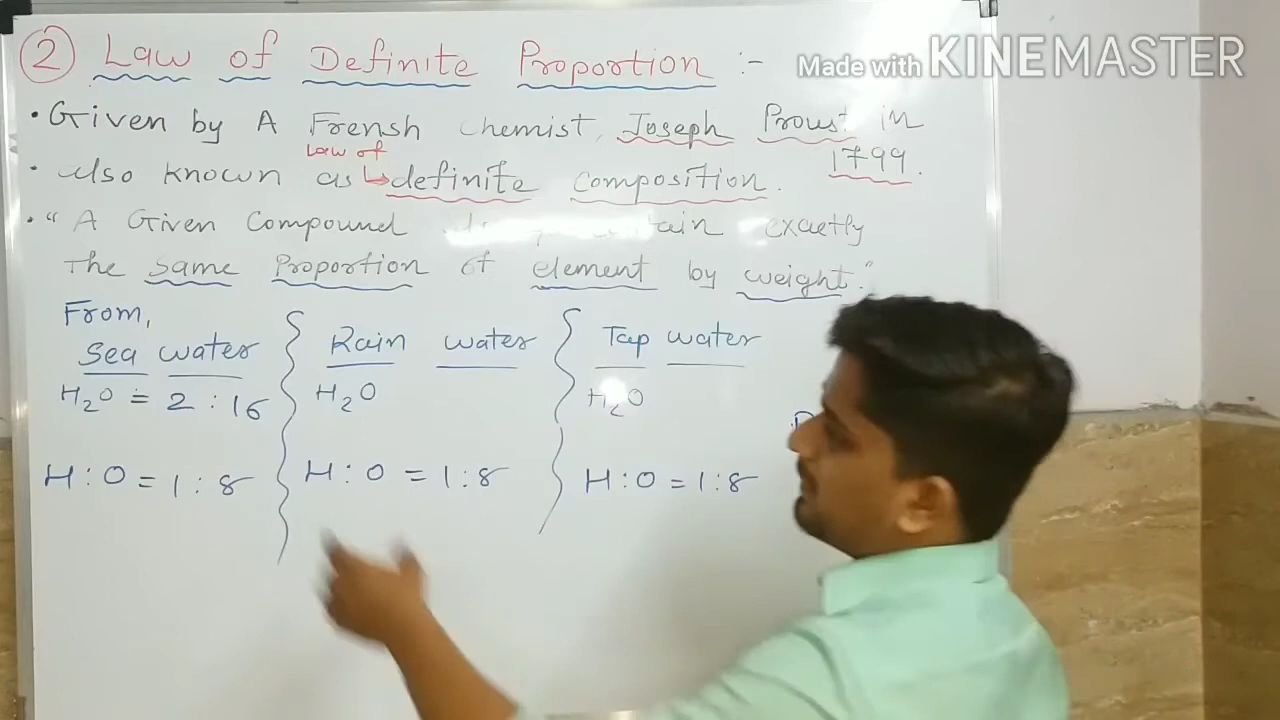 ② Law of Definite Proportion :-
Made with KINEMASTER
• Given by A Frensh chemist, Joseph Proust in
1799.
law of
• also known as ↳definite composition.
• "A Given compound exactly
the same proportion of element by weight."
From,
Sea water
H₂O = 2 : 16
H : O = 1 : 8
Rain water
H₂O
H : O = 1 : 8
Tap water
H₂O
H : O = 1 : 8